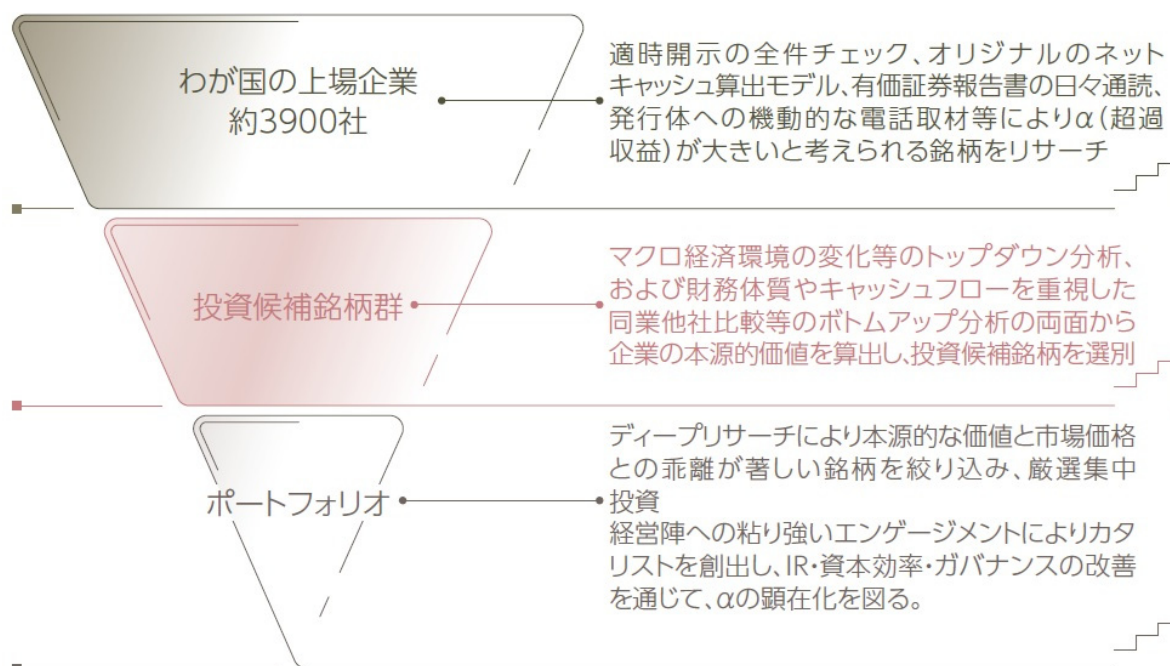 わが国の上場企業
約3900社
適時開示の全件チェック、オリジナルのネット
キャッシュ算出モデル、有価証券報告書の日々通読、
発行体への機動的な電話取材等によりα(超過
収益)が大きいと考えられる銘柄をリサーチ
投資候補銘柄群
マクロ経済環境の変化等のトップダウン分析、
および財務体質やキャッシュフローを重視した
同業他社比較等のボトムアップ分析の両面から
企業の本源的価値を算出し、投資候補銘柄を選別
ポートフォリオ
ディープリサーチにより本源的な価値と市場価格
との乖離が著しい銘柄を絞り込み、厳選集中
投資
経営陣への粘り強いエンゲージメントによりカタ
リストを創出し、IR・資本効率・ガバナンスの改善
を通じて、αの顕在化を図る。